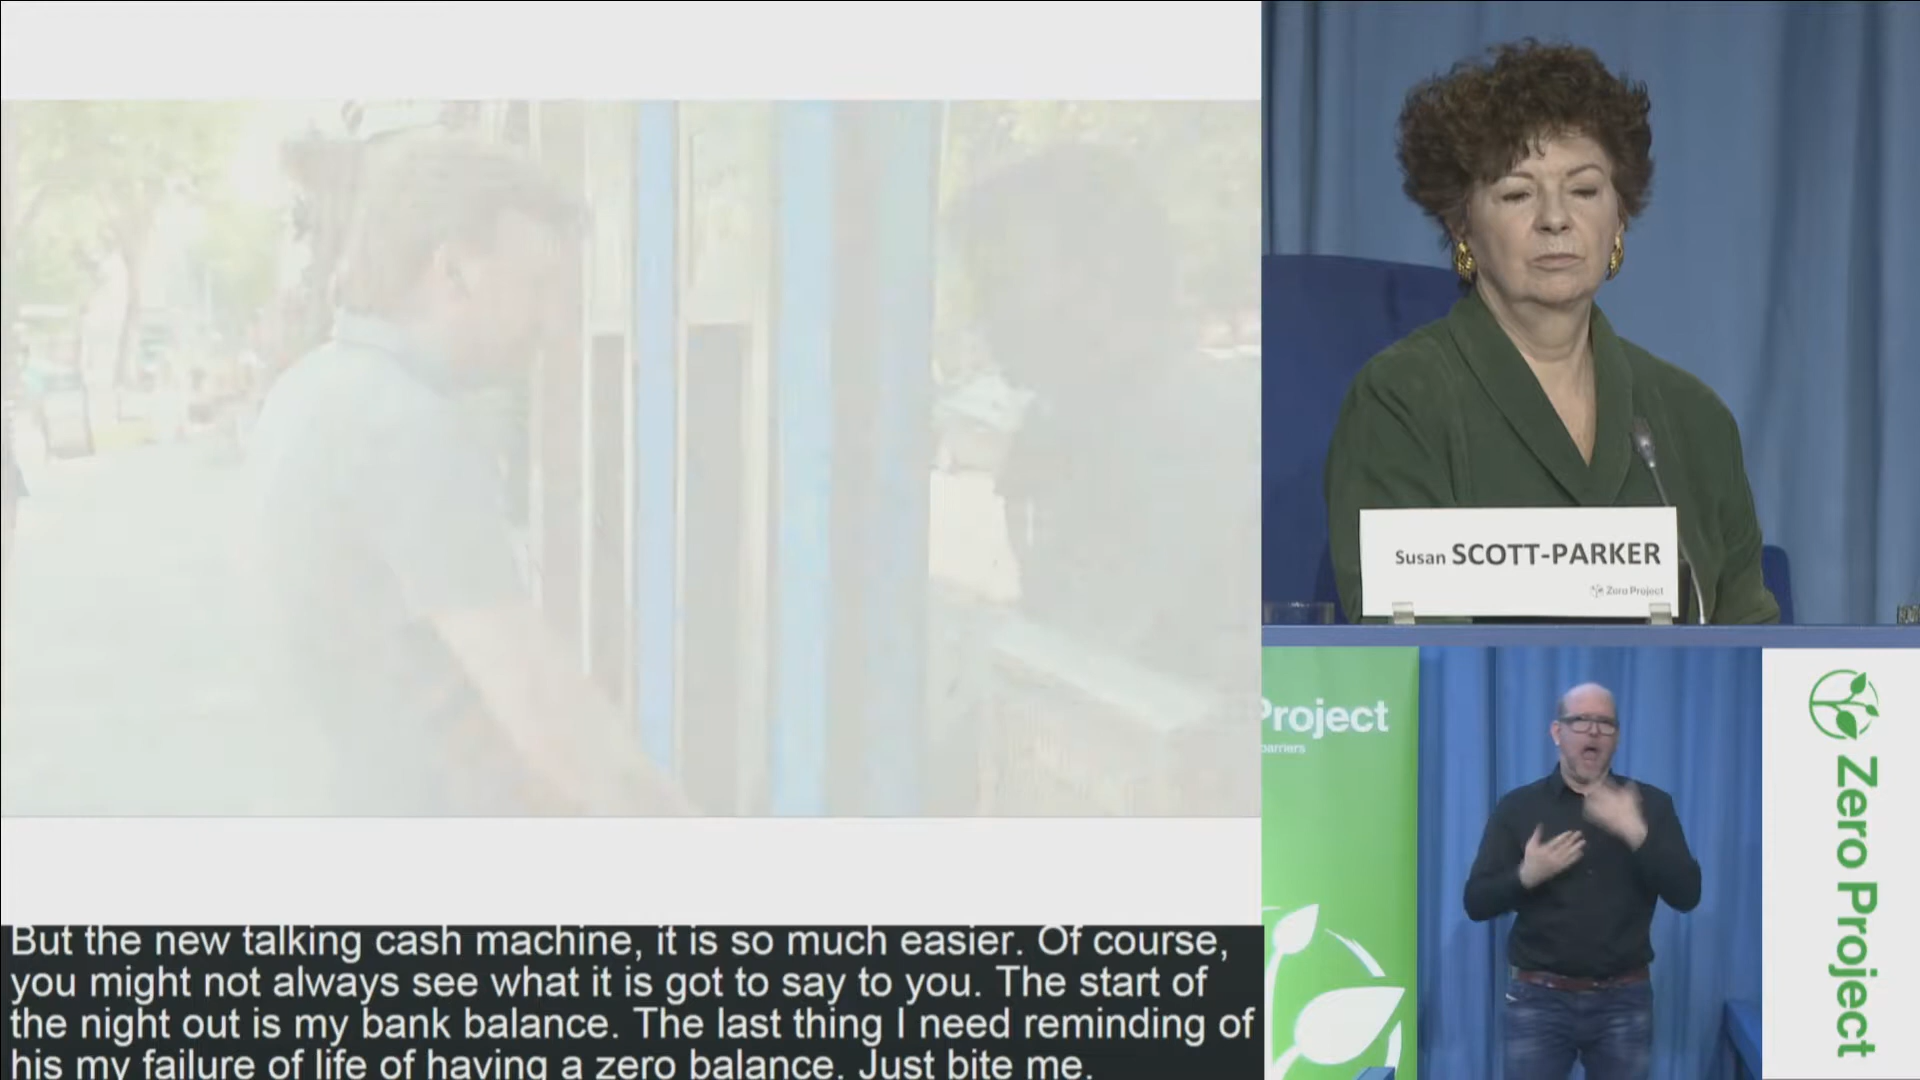 But the new talking cash machine, it is so much easier. Of course,
you might not always see what it is got to say to you. The start of
the night out is my bank balance. The last thing I need reminding of
his my failure of life of having a zero balance. Just bite me.
Susan SCOTT-PARKER
Zero Project
Project
barriers
Zero Project